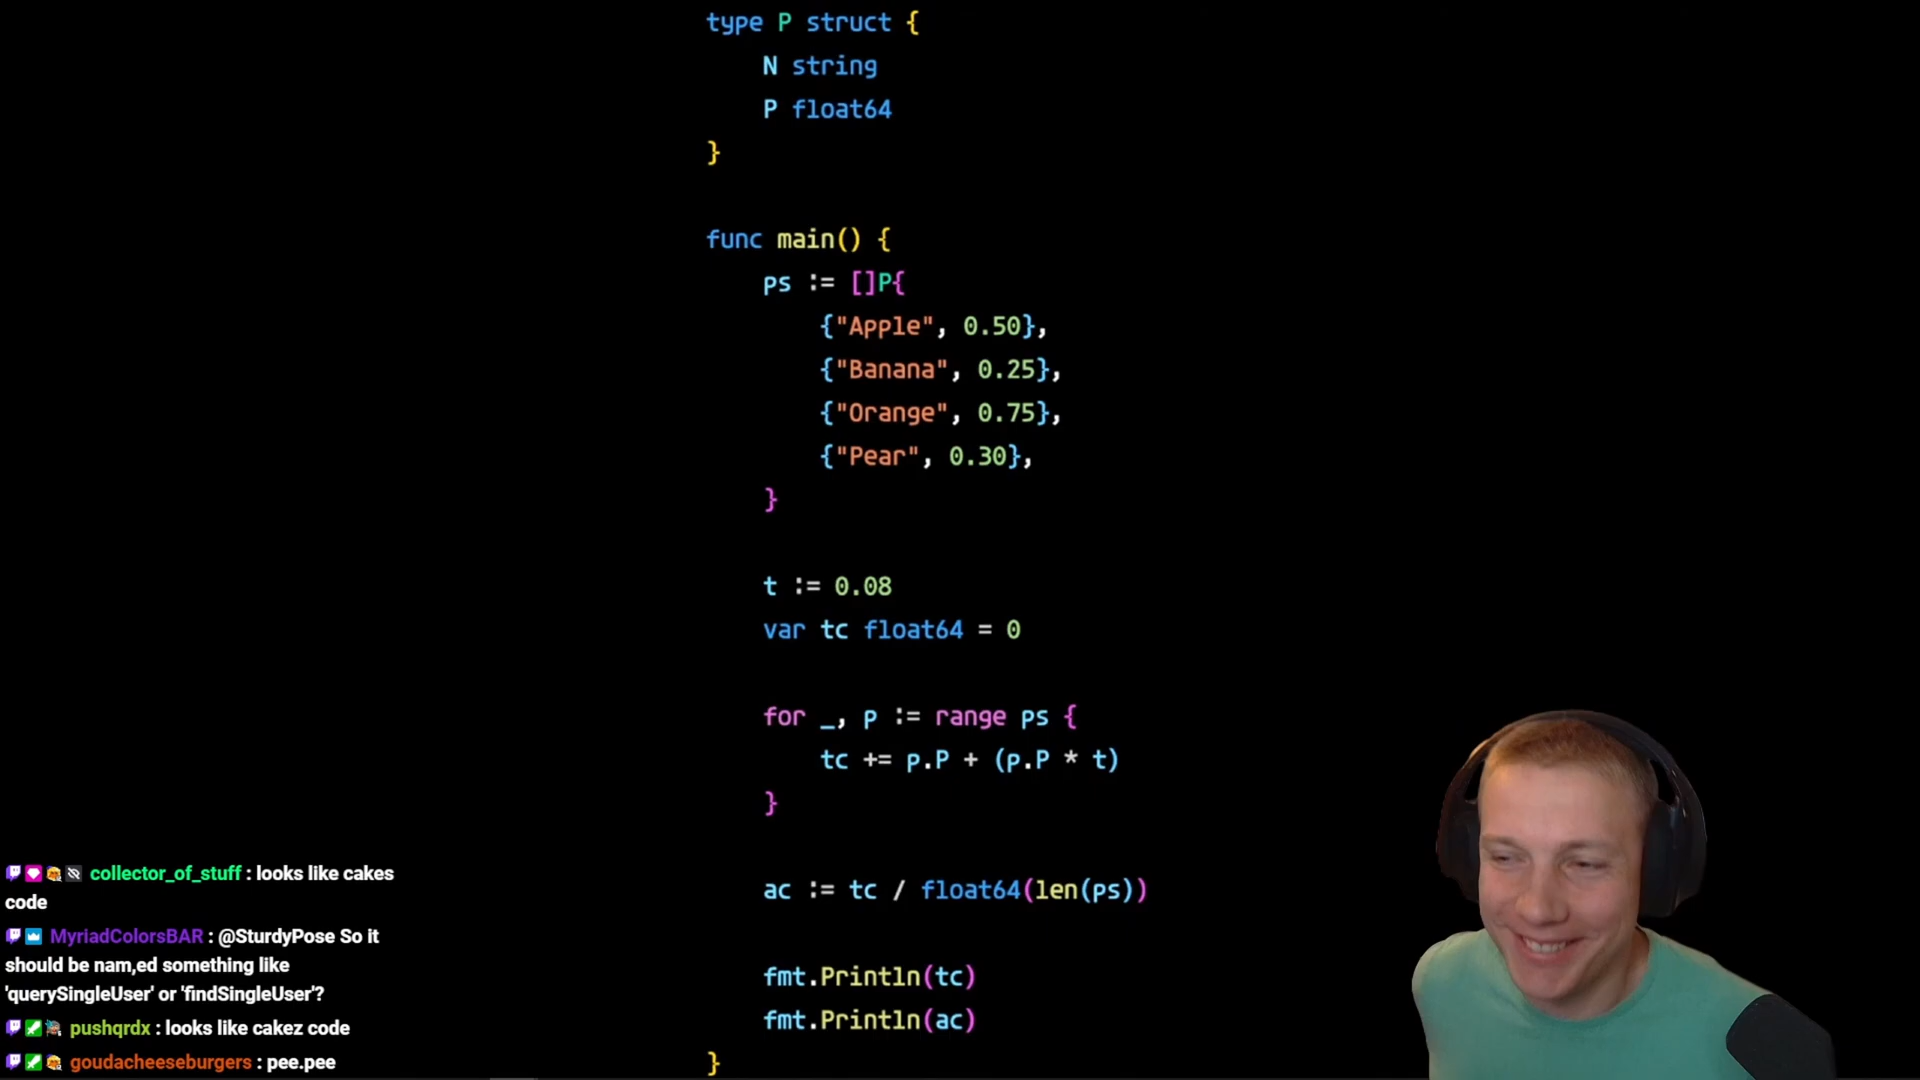 type P struct {
N string
P float64
}
func main() {
ps := []P{
{"Apple", 0.50},
{"Banana", 0.25},
{"Orange", 0.75},
{"Pear", 0.30},
}
t := 0.08
var tc float64 = 0
for _, p := range ps {
tc += p.P + (p.P * t)
}
ac := tc / float64(len(ps))
fmt.Println(tc)
fmt.Println(ac)
}
collector_of_stuff : looks like cakes
code
MyriadColorsBAR : @SturdyPose So it
should be nam,ed something like
'querySingleUser' or 'findSingleUser'?
pushqrdx : looks like cakez code
goudacheeseburgers : pee.pee